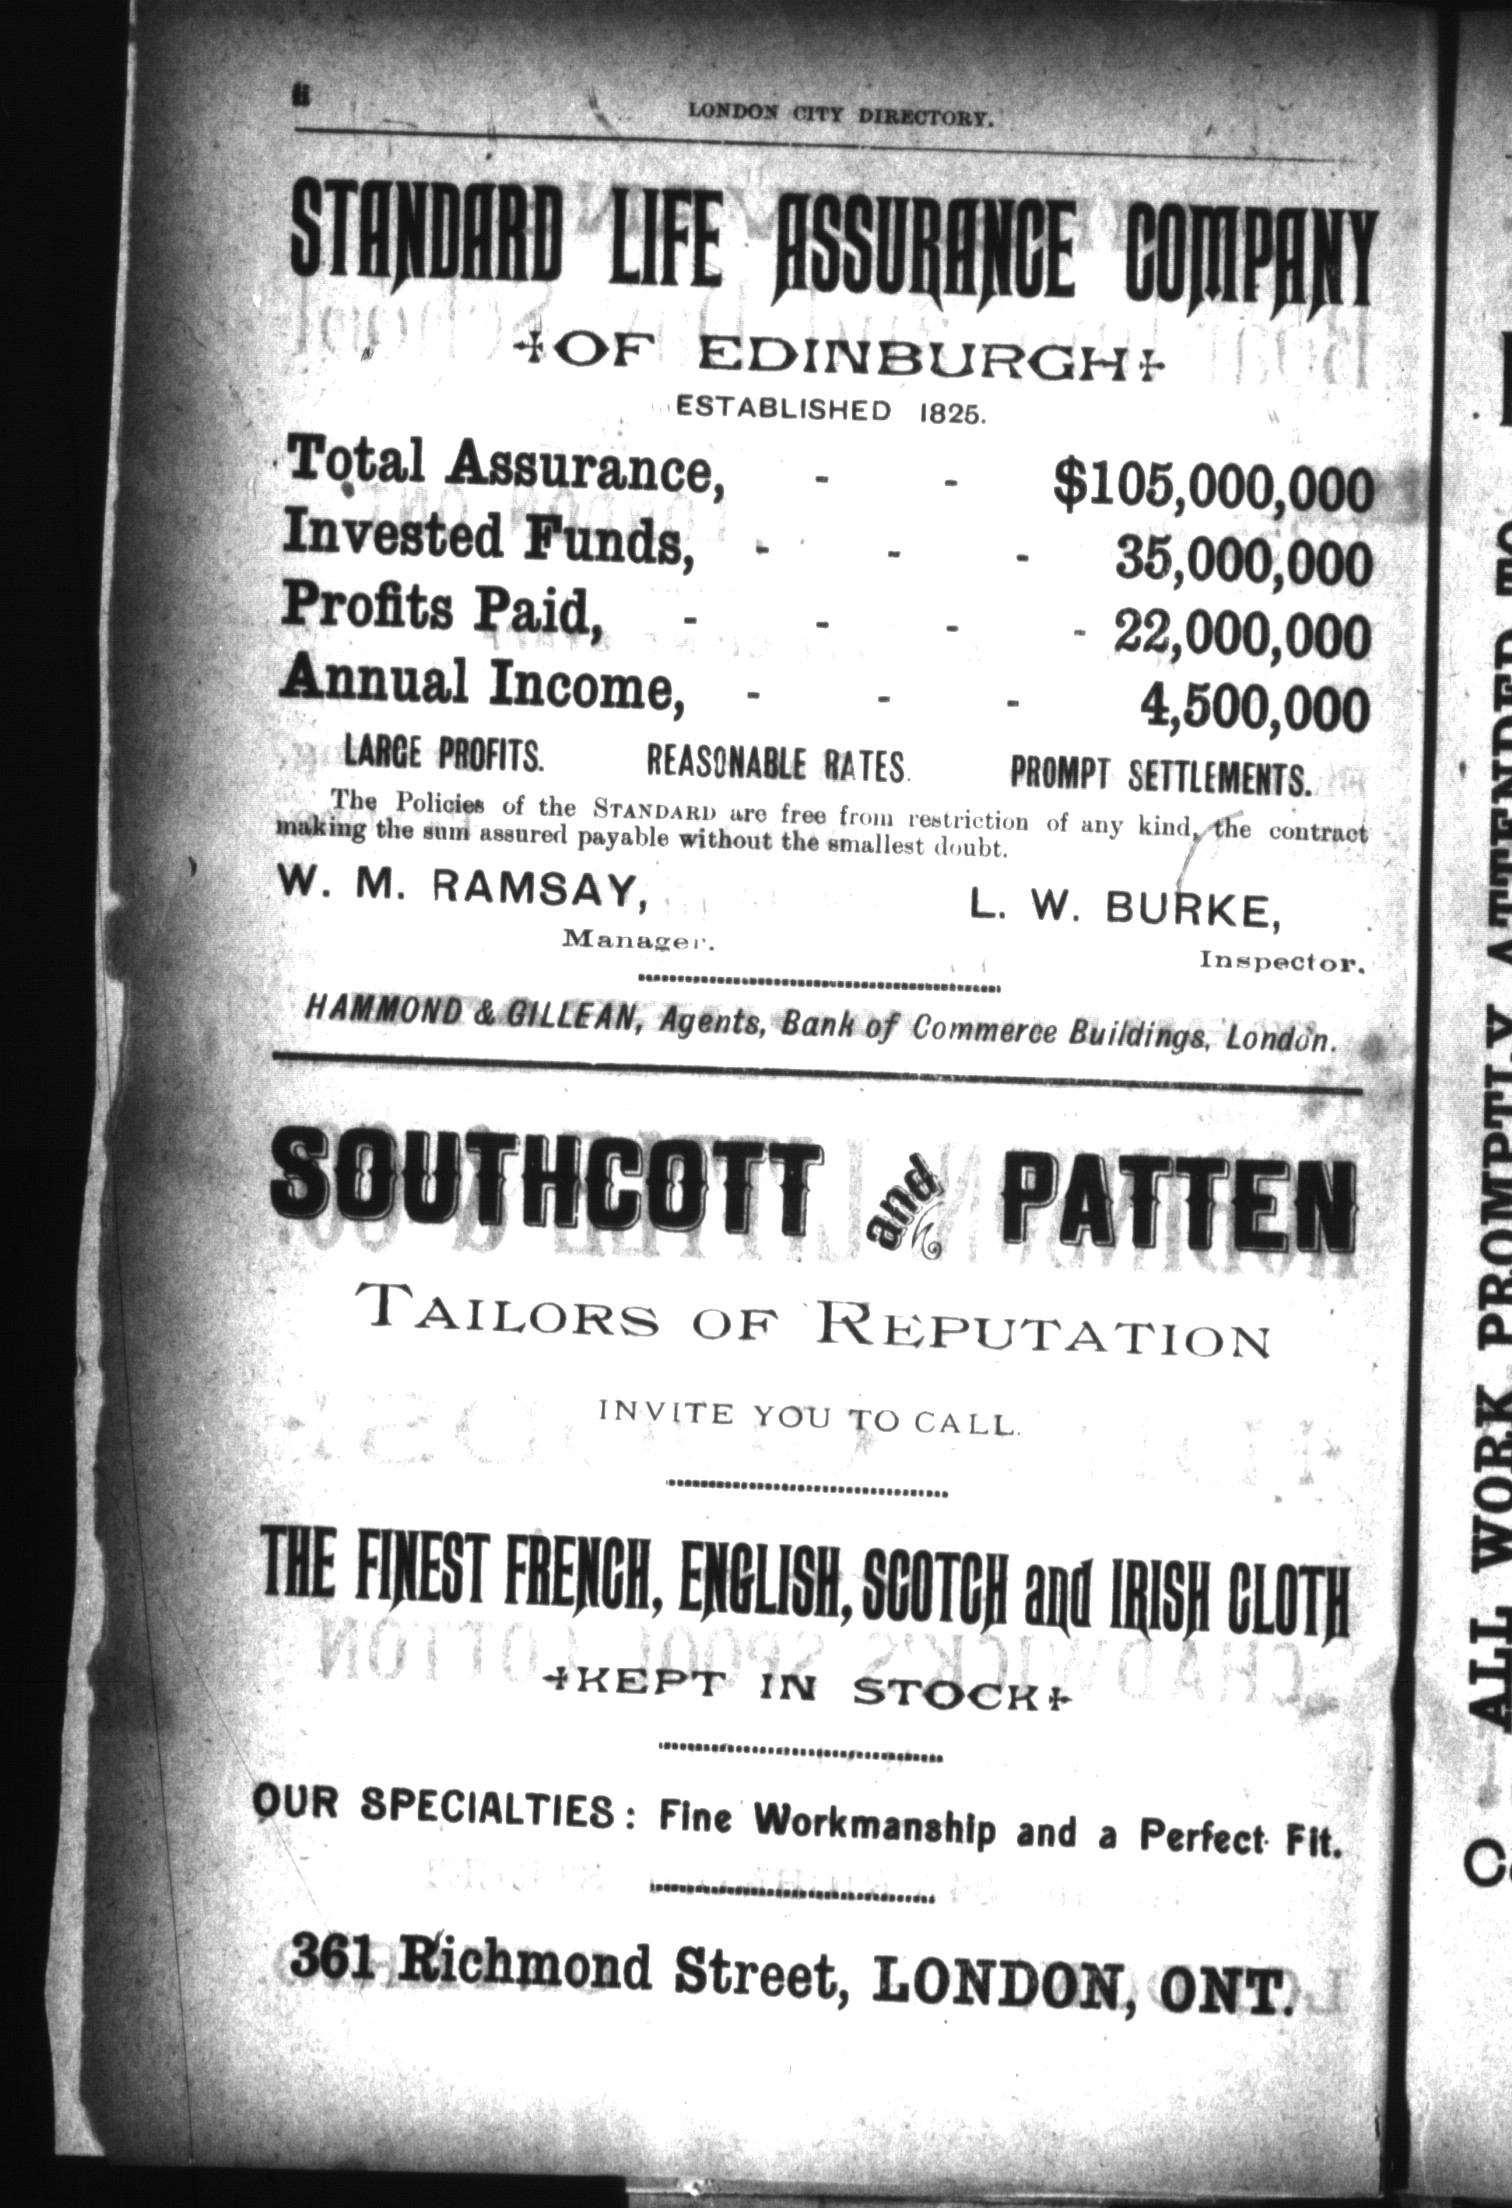 ii
LONDON CITY DIRECTORY.
STANDARD LIFE ASSURANCE COMPANY
OF EDINBURGH
ESTABLISHED 1825.
Total Assurance, - - $105,000,000
Invested Funds, - - - 35,000,000
Profits Paid, - - - - 22,000,000
Annual Income, - - - 4,500,000
LARGE PROFITS. REASONABLE RATES. PROMPT SETTLEMENTS.
The Policies of the STANDARD are free from restriction of any kind, the contract
making the sum assured payable without the smallest doubt.
W. M. RAMSAY, L. W. BURKE,
Manager. Inspector.
HAMMOND & GILLEAN, Agents, Bank of Commerce Buildings, London.
SOUTHCOTT and PATTEN
TAILORS OF REPUTATION
INVITE YOU TO CALL.
THE FINEST FRENCH, ENGLISH, SCOTCH and IRISH CLOTH
KEPT IN STOCK
OUR SPECIALTIES: Fine Workmanship and a Perfect Fit.
361 Richmond Street, LONDON, ONT.
ALL WORK PROMPTLY ATTENDED TO